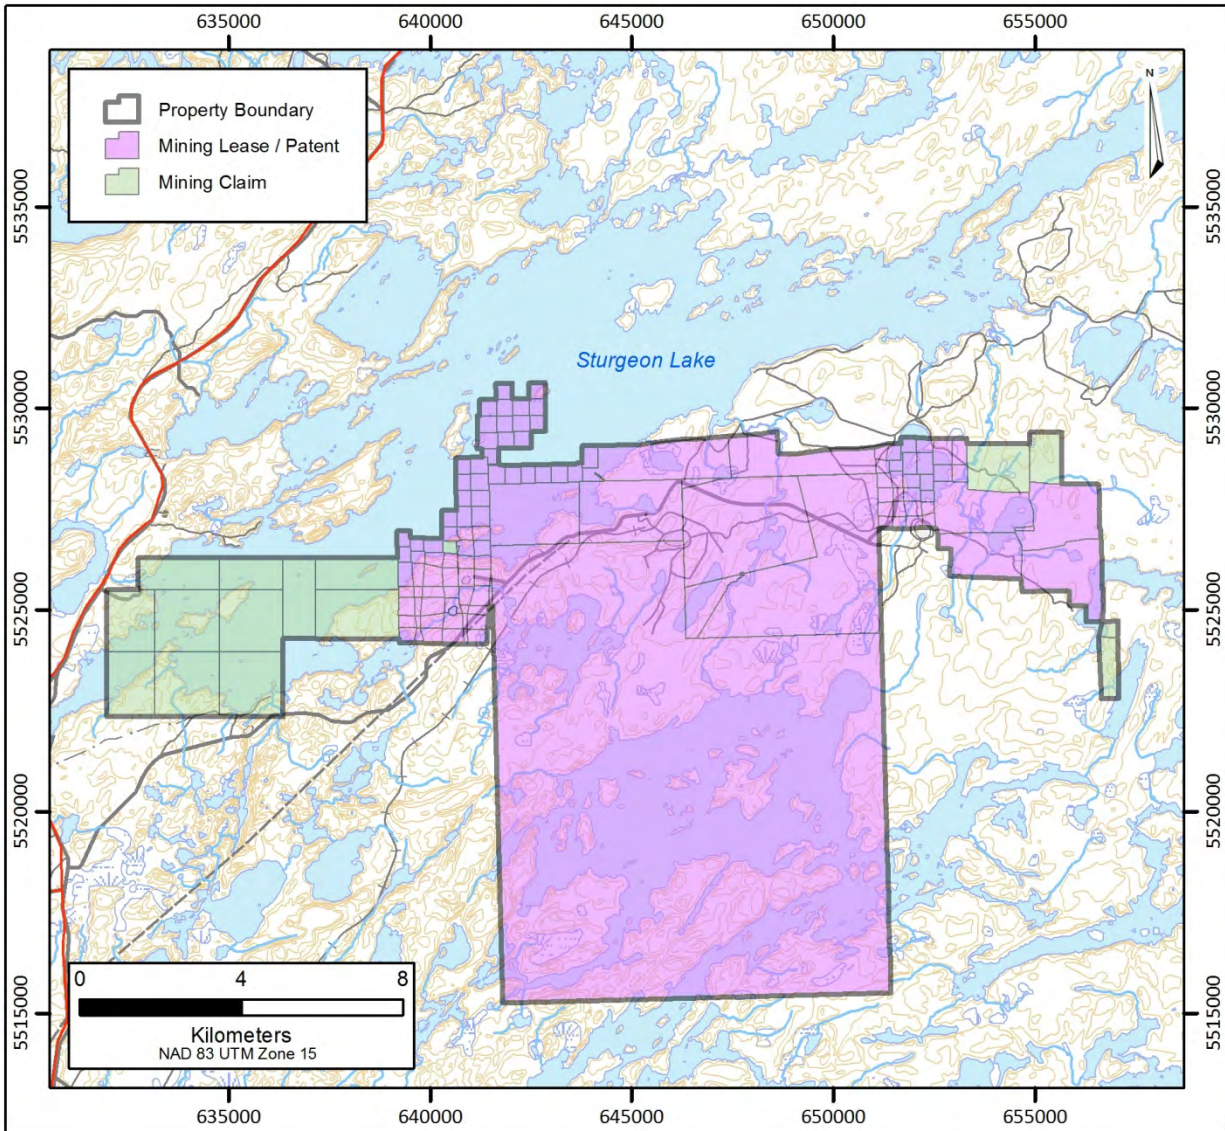 635000 640000 645000 650000 655000
N
Property Boundary
Mining Lease / Patent
Mining Claim
5535000 5535000
Sturgeon Lake
5530000 5530000
5525000 5525000
5520000 5520000
0 4 8
Kilometers
NAD 83 UTM Zone 15
5515000 5515000
635000 640000 645000 650000 655000